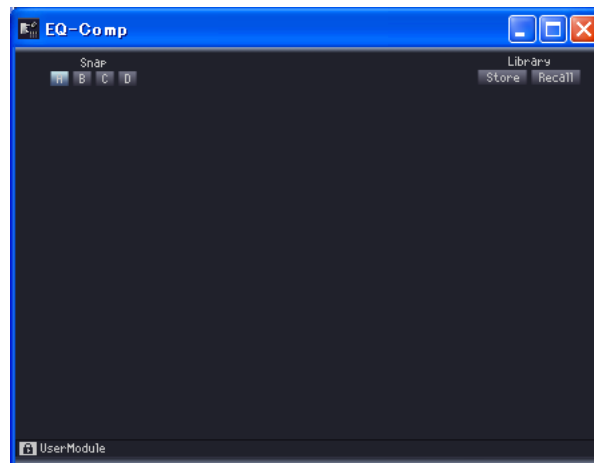 EQ-Comp
Snap
A B C D
Library
Store Recall
UserModule